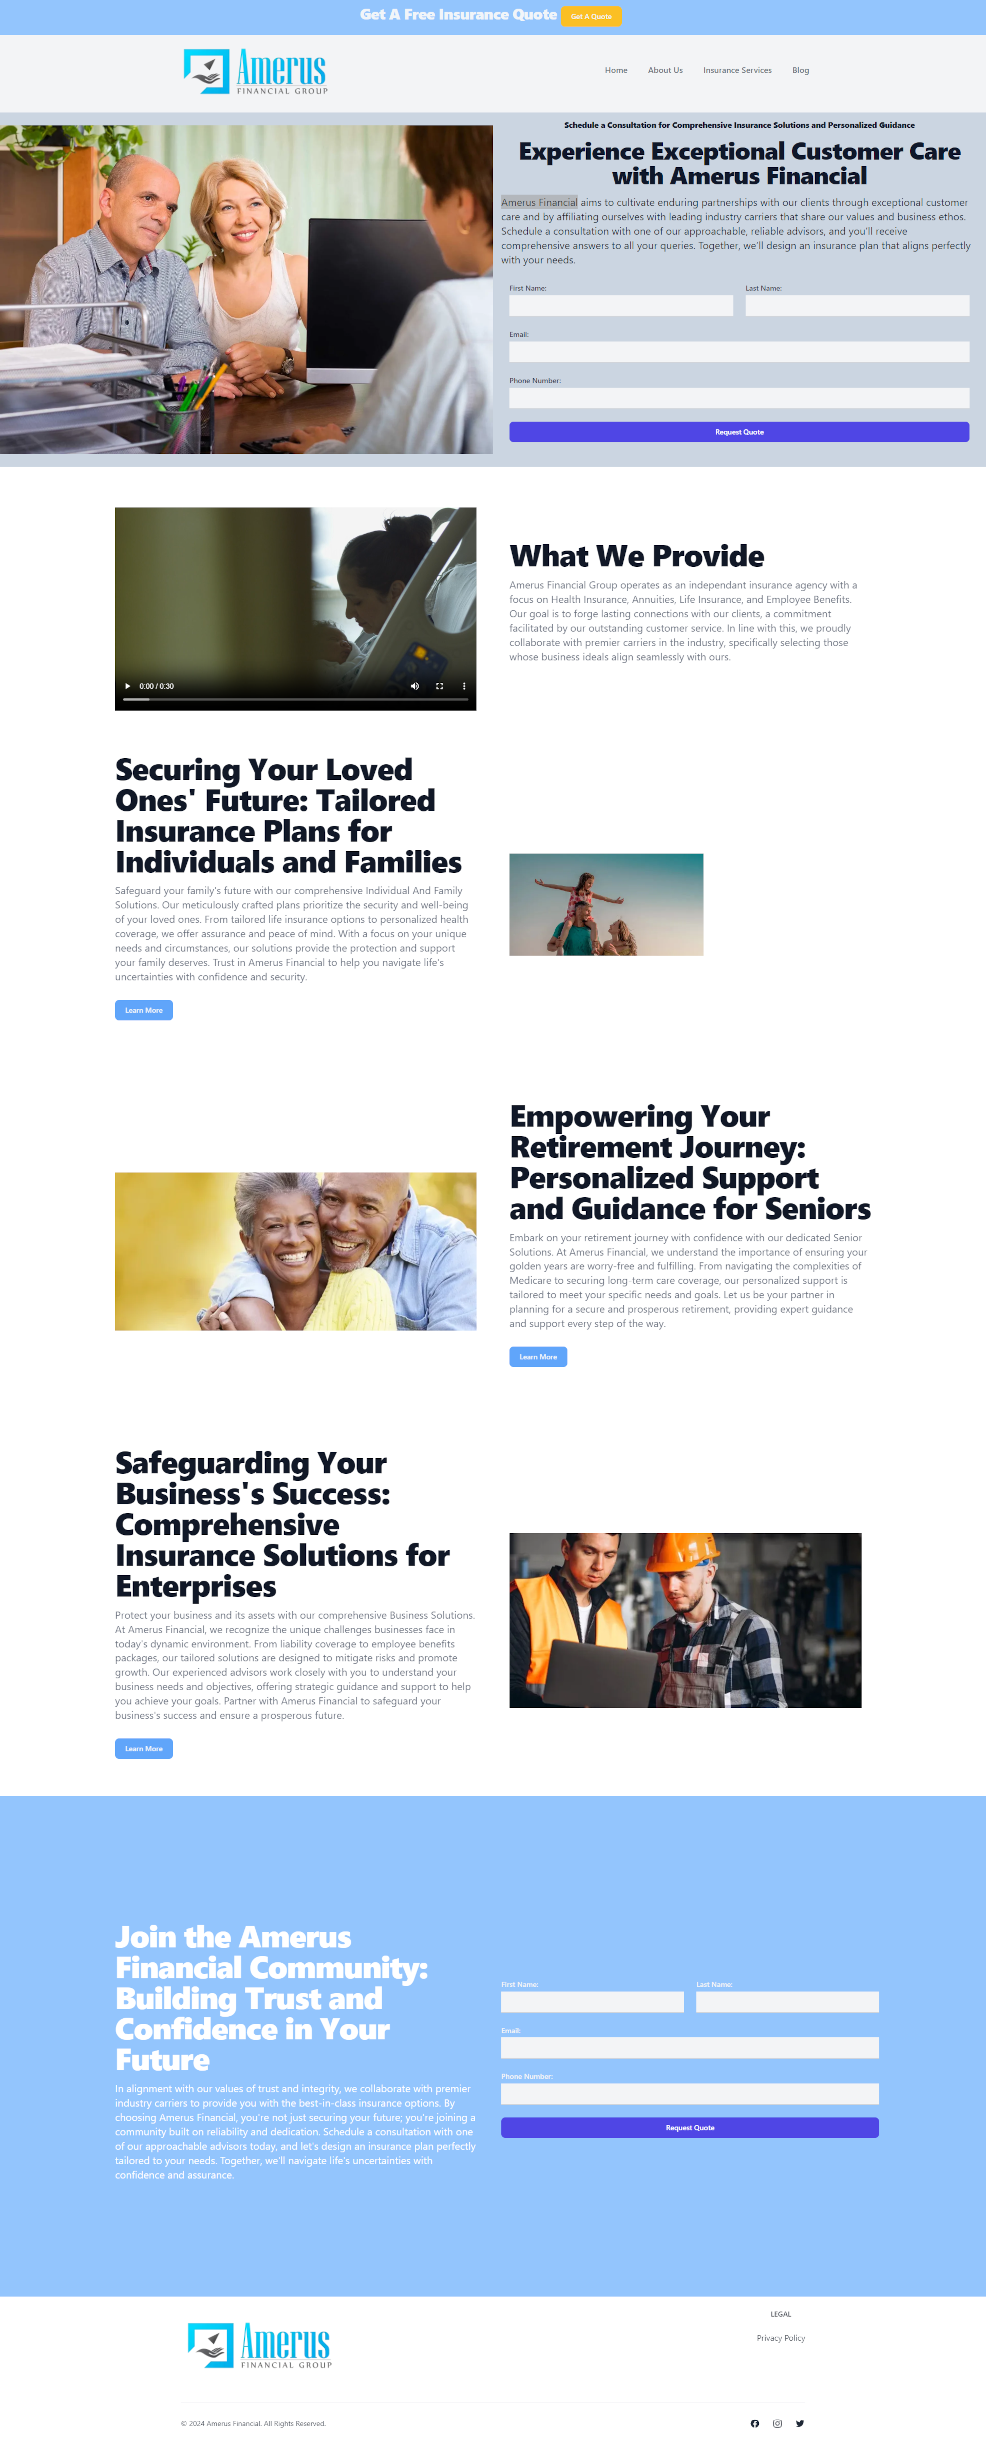 Get A Free Insurance Quote
Get A Quote
Amerus
FINANCIAL GROUP
Home
About Us
Insurance Services
Blog
Schedule a Consultation for Comprehensive Insurance Solutions and Personalized Guidance
Experience Exceptional Customer Care
with Amerus Financial
Amerus Financial aims to cultivate enduring partnerships with our clients through exceptional customer
care and by affiliating ourselves with leading industry carriers that share our values and business ethos.
Schedule a consultation with one of our approachable, reliable advisors, and you'll receive
comprehensive answers to all your queries. Together, we'll design an insurance plan that aligns perfectly
with your needs.
First Name:
Last Name:
Email:
Phone Number:
Request Quote
0:00 / 0:30
What We Provide
Amerus Financial Group operates as an independant insurance agency with a
focus on Health Insurance, Annuities, Life Insurance, and Employee Benefits.
Our goal is to forge lasting connections with our clients, a commitment
facilitated by our outstanding customer service. In line with this, we proudly
collaborate with premier carriers in the industry, specifically selecting those
whose business ideals align seamlessly with ours.
Securing Your Loved
Ones' Future: Tailored
Insurance Plans for
Individuals and Families
Safeguard your family's future with our comprehensive Individual And Family
Solutions. Our meticulously crafted plans prioritize the security and well-being
of your loved ones. From tailored life insurance options to personalized health
coverage, we offer assurance and peace of mind. With a focus on your unique
needs and circumstances, our solutions provide the protection and support
your family deserves. Trust in Amerus Financial to help you navigate life's
uncertainties with confidence and security.
Learn More
Empowering Your
Retirement Journey:
Personalized Support
and Guidance for Seniors
Embark on your retirement journey with confidence with our dedicated Senior
Solutions. At Amerus Financial, we understand the importance of ensuring your
golden years are worry-free and fulfilling. From navigating the complexities of
Medicare to securing long-term care coverage, our personalized support is
tailored to meet your specific needs and goals. Let us be your partner in
planning for a secure and prosperous retirement, providing expert guidance
and support every step of the way.
Learn More
Safeguarding Your
Business's Success:
Comprehensive
Insurance Solutions for
Enterprises
Protect your business and its assets with our comprehensive Business Solutions.
At Amerus Financial, we recognize the unique challenges businesses face in
today's dynamic environment. From liability coverage to employee benefits
packages, our tailored solutions are designed to mitigate risks and promote
growth. Our experienced advisors work closely with you to understand your
business needs and objectives, offering strategic guidance and support to help
you achieve your goals. Partner with Amerus Financial to safeguard your
business's success and ensure a prosperous future.
Learn More
Join the Amerus
Financial Community:
Building Trust and
Confidence in Your
Future
In alignment with our values of trust and integrity, we collaborate with premier
industry carriers to provide you with the best-in-class insurance options. By
choosing Amerus Financial, you're not just securing your future; you're joining a
community built on reliability and dedication. Schedule a consultation with one
of our approachable advisors today, and let's design an insurance plan perfectly
tailored to your needs. Together, we'll navigate life's uncertainties with
confidence and assurance.
First Name:
Last Name:
Email:
Phone Number:
Request Quote
Amerus
FINANCIAL GROUP
LEGAL
Privacy Policy
© 2024 Amerus Financial. All Rights Reserved.